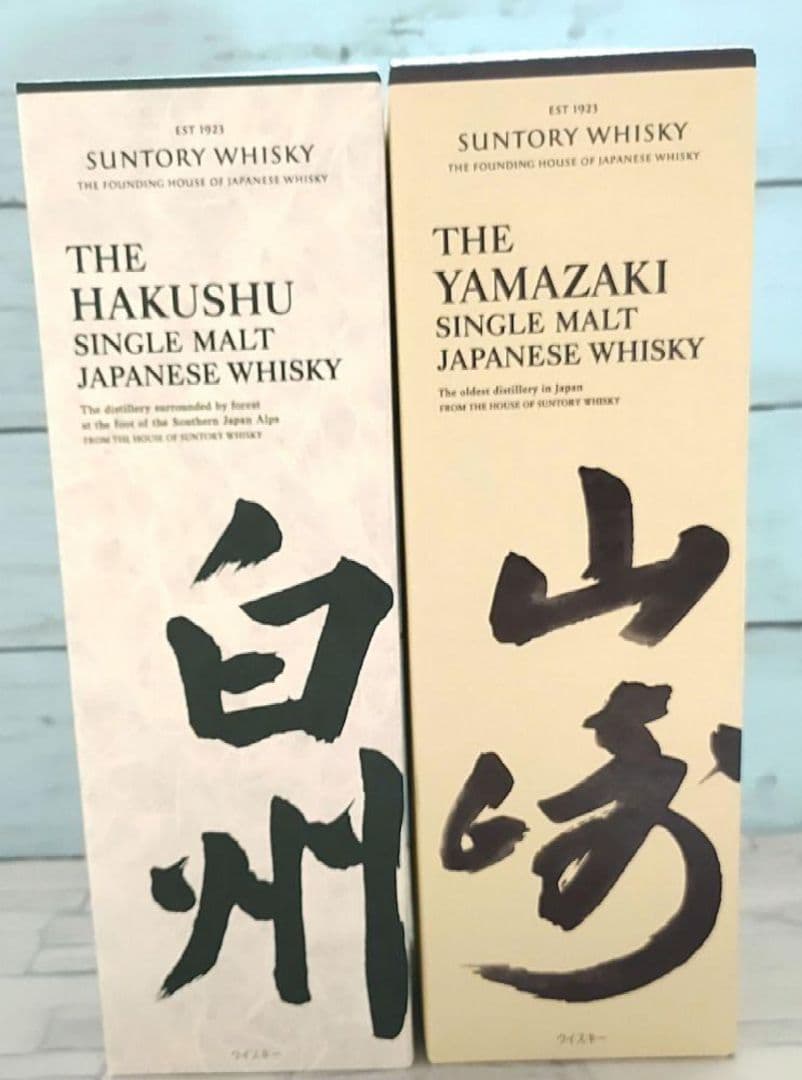 EST 1923
SUNTORY WHISKY
THE FOUNDING HOUSE OF JAPANESE WHISKY
THE
HAKUSHU
SINGLE MALT
JAPANESE WHISKY
The distillery surrounded by forest
at the foot of the Southern Japan Alps
FROM THE HOUSE OF SUNTORY WHISKY
白州
ウイスキー
EST 1923
SUNTORY WHISKY
THE FOUNDING HOUSE OF JAPANESE WHISKY
THE
YAMAZAKI
SINGLE MALT
JAPANESE WHISKY
The oldest distillery in Japan
FROM THE HOUSE OF SUNTORY WHISKY
山崎
ウイスキー